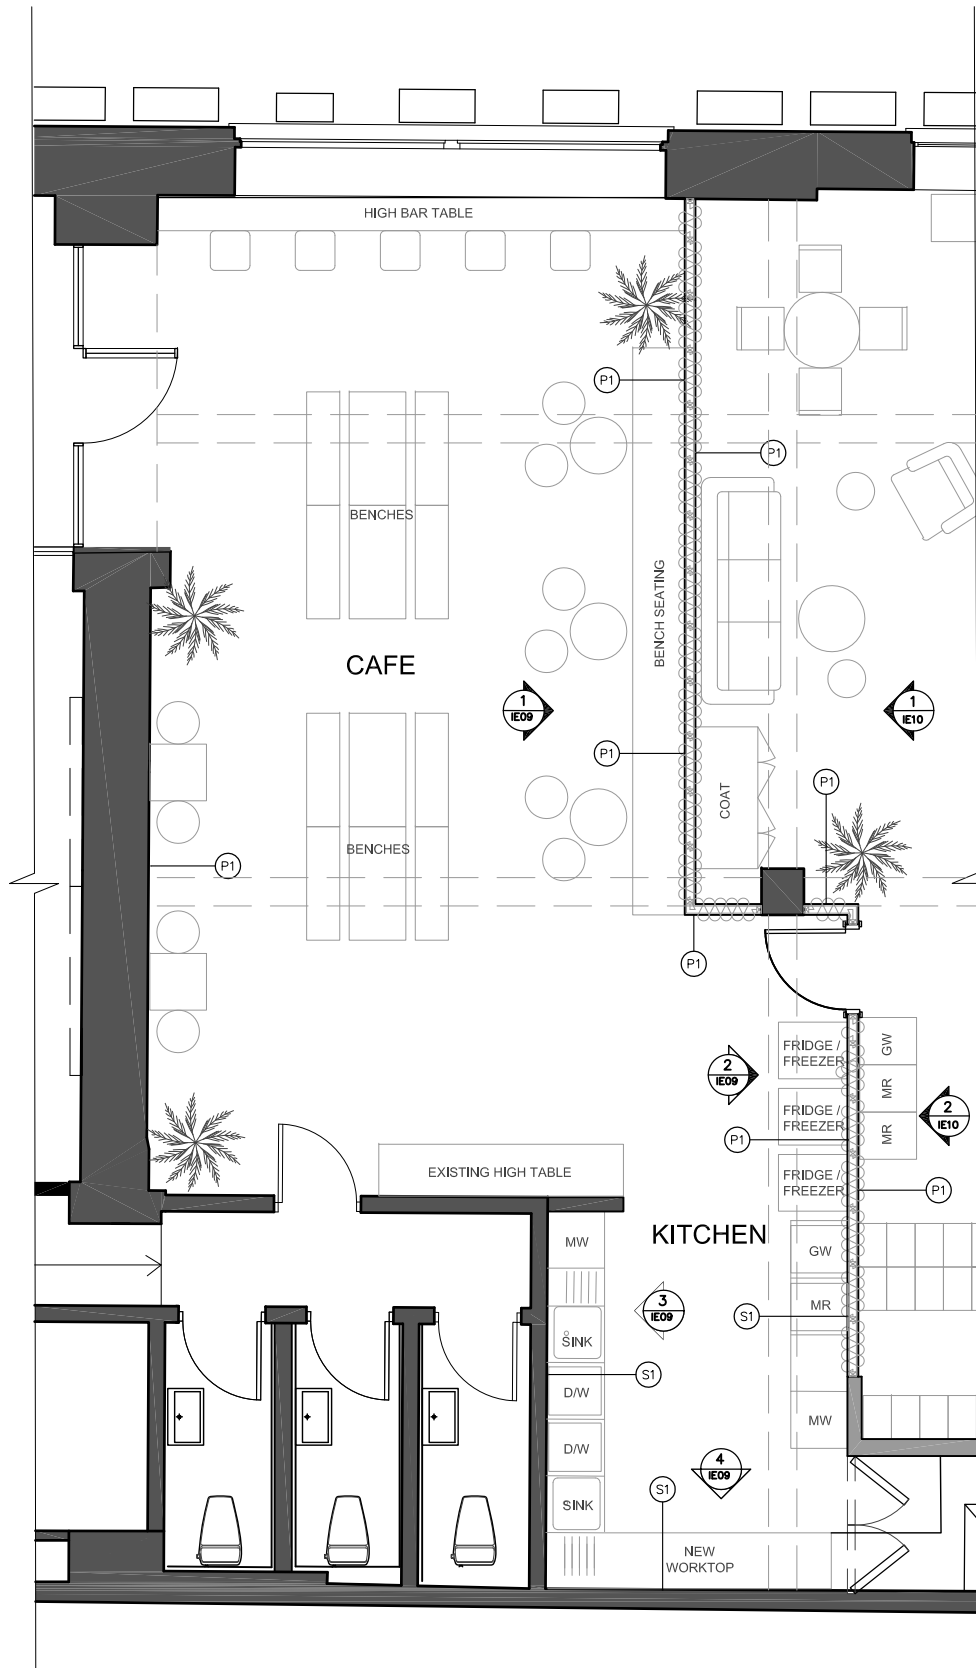 HIGH BAR TABLE
P1
P1
BENCHES
BENCH SEATING
CAFE
1
IE09
1
IE10
P1
P1
COAT
BENCHES
P1
P1
FRIDGE /
FREEZER
GW
2
IE09
MR
FRIDGE /
FREEZER
2
IE10
MR
P1
EXISTING HIGH TABLE
FRIDGE /
FREEZER
P1
KITCHEN
MW
GW
3
IE09
MR
S1
SINK
S1
D/W
MW
D/W
4
IE09
S1
SINK
NEW
WORKTOP